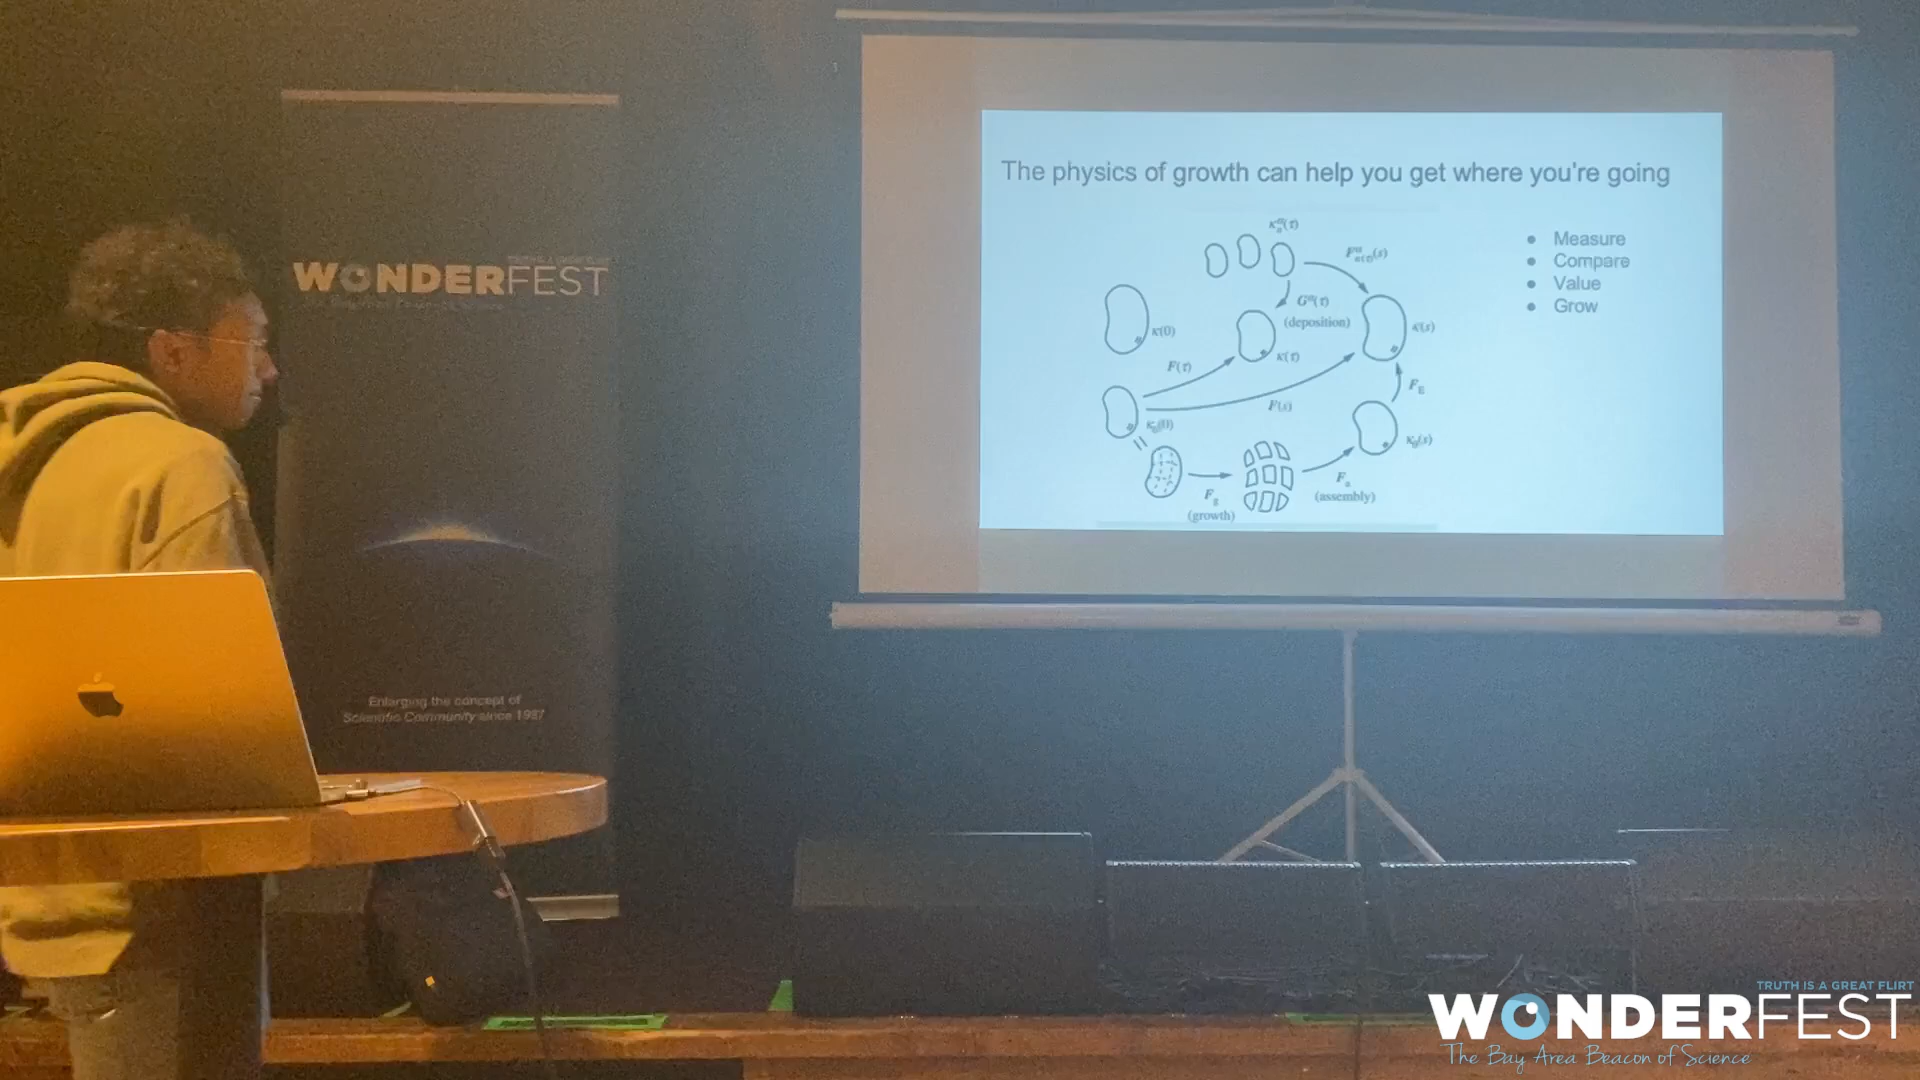 WONDERFEST
Enlarging the concept of
Scientific Community since 1987
The physics of growth can help you get where you're going
Measure
Compare
Value
Grow
F(τ)
(deposition)
κ(τ)
κ(0)
κ(s)
F(s)
(growth)
(assembly)
TRUTH IS A GREAT FLIRT
WONDERFEST
The Bay Area Beacon of Science